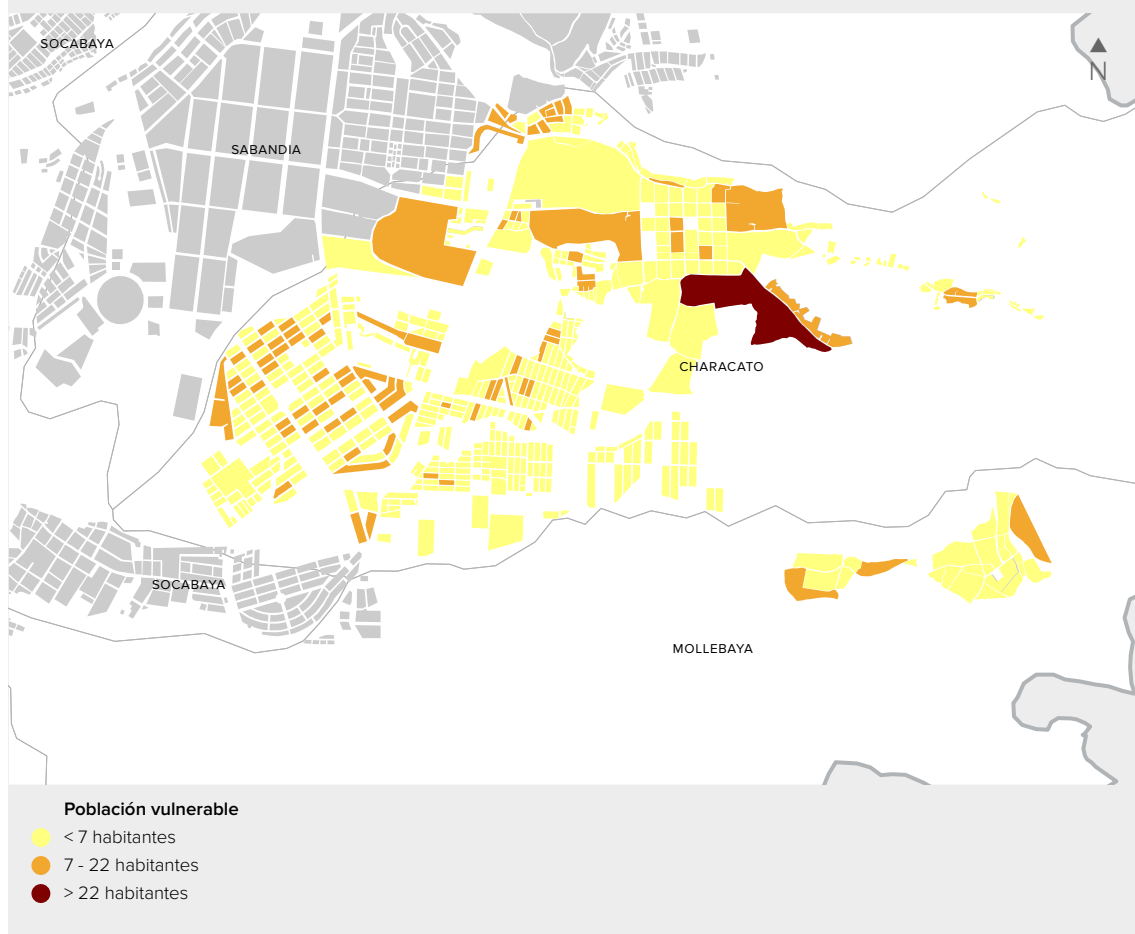 SOCABAYA
N
SABANDIA
CHARACATO
SOCABAYA
MOLLEBAYA
Población vulnerable
< 7 habitantes
7 - 22 habitantes
> 22 habitantes